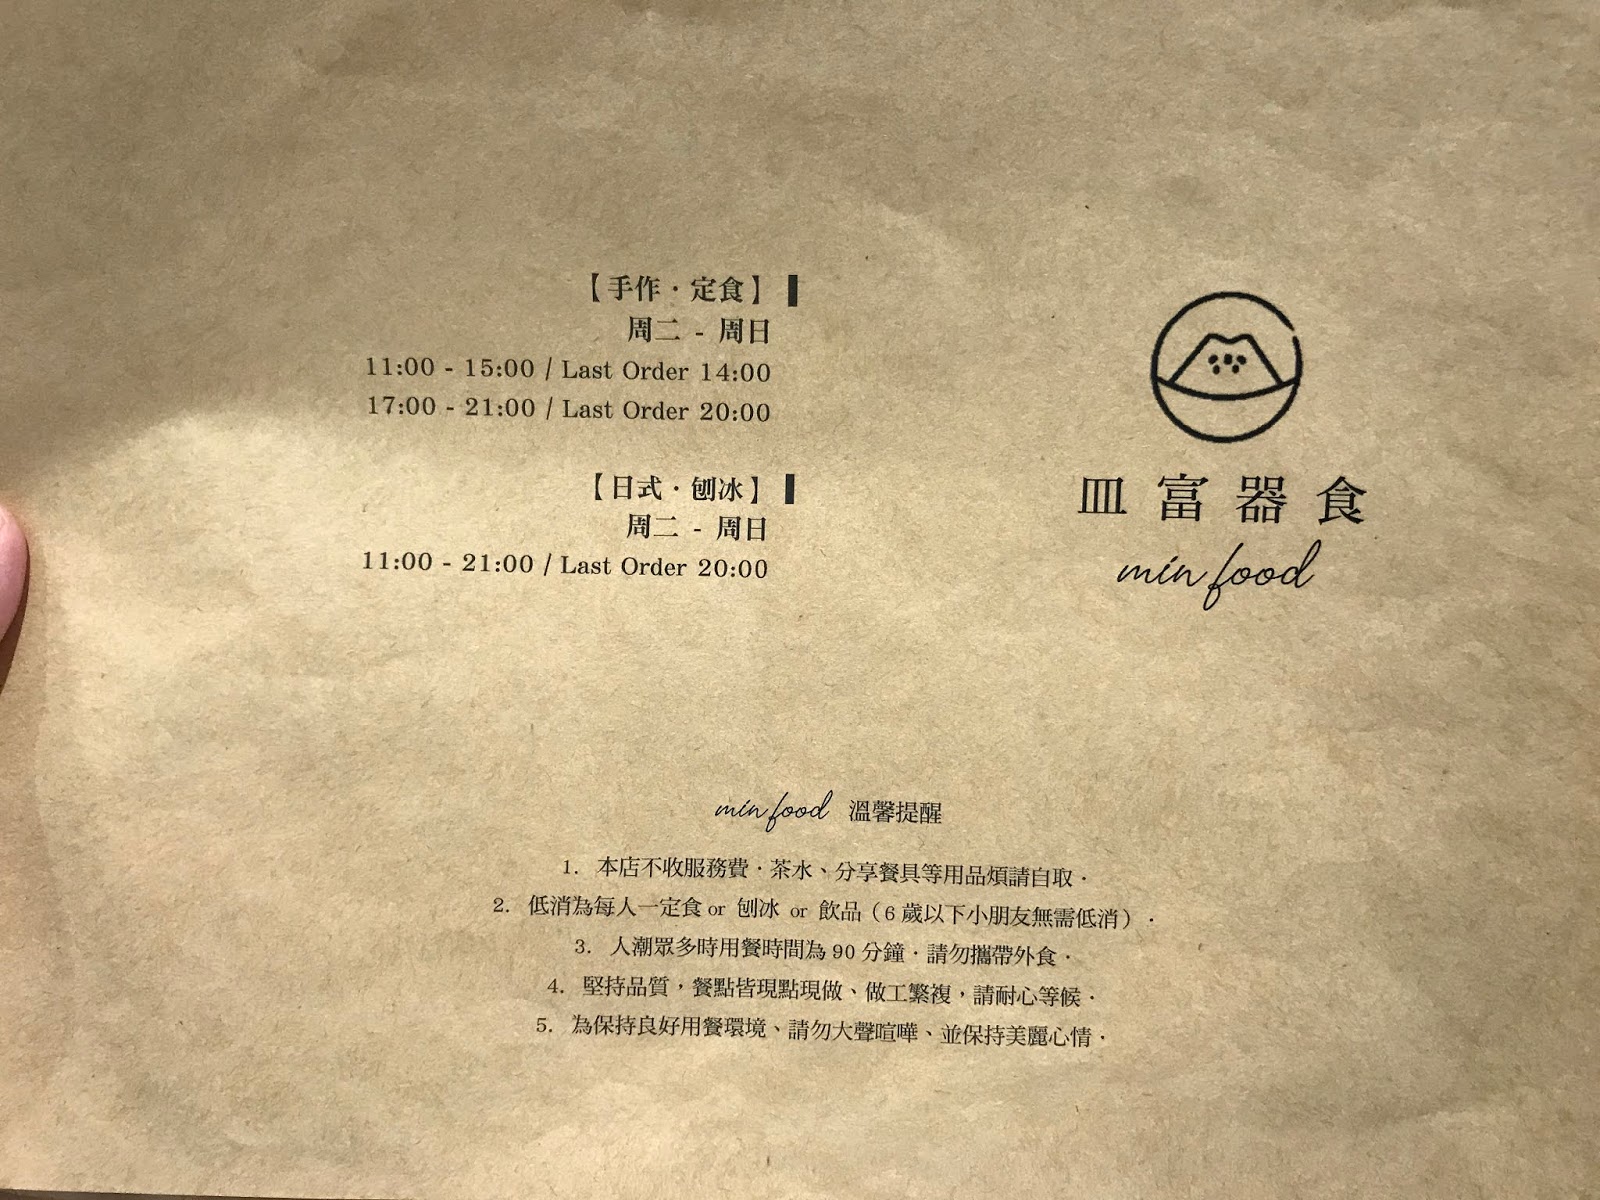 【手作·定食】
周二 - 周日
11:00 - 15:00 / Last Order 14:00
17:00 - 21:00 / Last Order 20:00
【日式·刨冰】
周二 - 周日
11:00 - 21:00 / Last Order 20:00
皿富器食
min food
min food 溫馨提醒
1. 本店不收服務費·茶水、分享餐具等用品煩請自取·
2. 低消為每人一定食 or 刨冰 or 飲品（6 歲以下小朋友無需低消）·
3. 人潮眾多時用餐時間為 90 分鐘·請勿攜帶外食·
4. 堅持品質，餐點皆現點現做、做工繁複，請耐心等候·
5. 為保持良好用餐環境、請勿大聲喧嘩、並保持美麗心情·